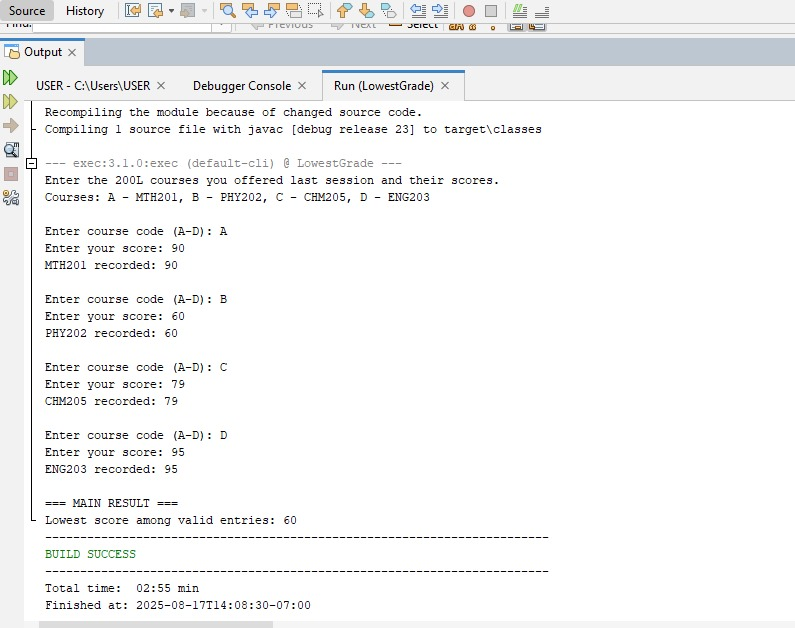 Source History
Find: Previous Next Select
Output
USER - C:\Users\USER Debugger Console Run (LowestGrade)
Recompiling the module because of changed source code.
Compiling 1 source file with javac [debug release 23] to target\classes
--- exec:3.1.0:exec (default-cli) @ LowestGrade ---
Enter the 200L courses you offered last session and their scores.
Courses: A - MTH201, B - PHY202, C - CHM205, D - ENG203
Enter course code (A-D): A
Enter your score: 90
MTH201 recorded: 90
Enter course code (A-D): B
Enter your score: 60
PHY202 recorded: 60
Enter course code (A-D): C
Enter your score: 79
CHM205 recorded: 79
Enter course code (A-D): D
Enter your score: 95
ENG203 recorded: 95
=== MAIN RESULT ===
Lowest score among valid entries: 60
------------------------------------------------------------------------
BUILD SUCCESS
------------------------------------------------------------------------
Total time:  02:55 min
Finished at: 2025-08-17T14:08:30-07:00